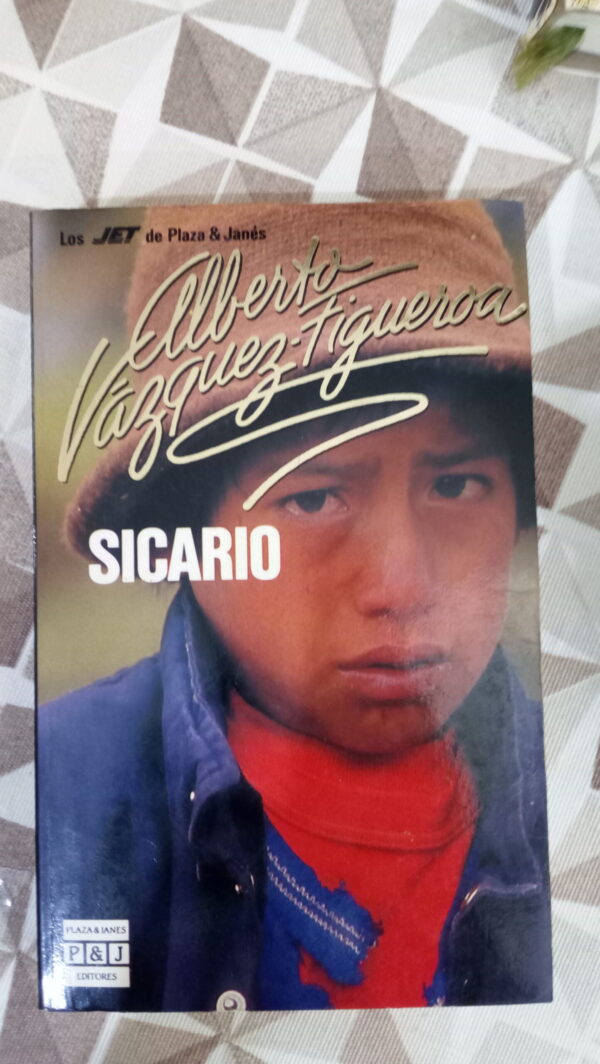 Los JET de Plaza & Janés
Alberto
Vázquez-Figueroa
SICARIO
PLAZA & JANES
P & J
EDITORES